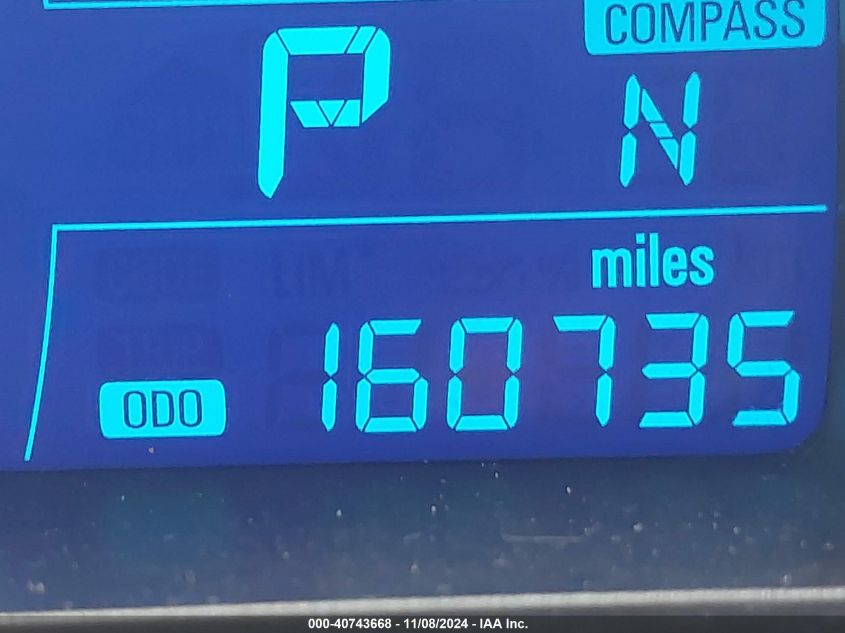 COMPASS
P N
miles
ODO 160735
000-40743668 - 11/08/2024 - IAA Inc.